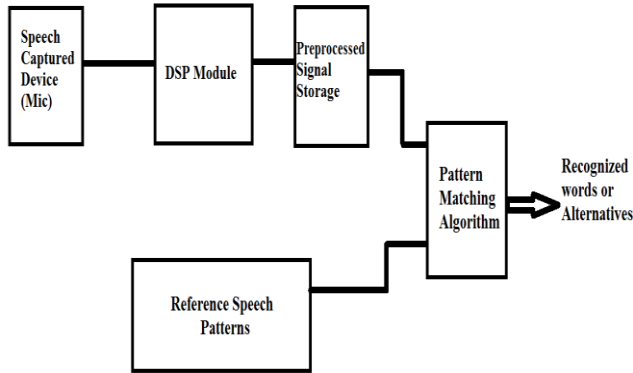 Speech
Captured
Device
(Mic)
DSP Module
Preprocessed
Signal
Storage
Pattern
Matching
Algorithm
Recognized
words or
Alternatives
Reference Speech
Patterns